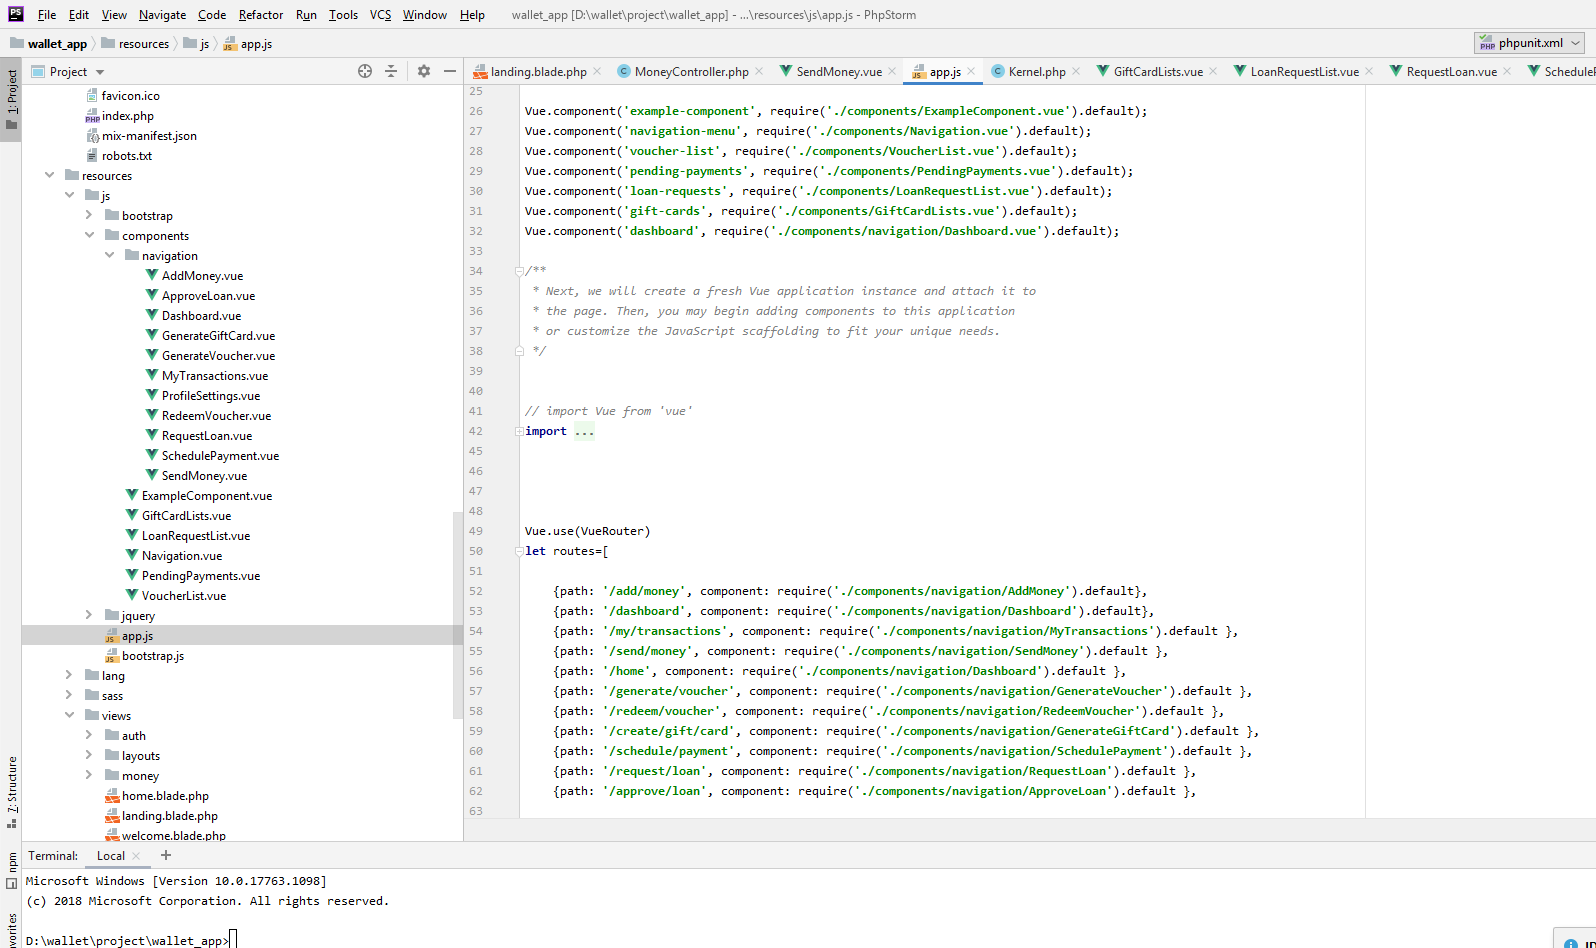 PS File Edit View Navigate Code Refactor Run Tools VCS Window Help wallet_app [D:\wallet\project\wallet_app] - ...\resources\js\app.js - PhpStorm
wallet_app resources js app.js phpunit.xml
Project
landing.blade.php MoneyController.php SendMoney.vue app.js Kernel.php GiftCardLists.vue LoanRequestList.vue RequestLoan.vue Schedule
1: Project
favicon.ico
index.php
mix-manifest.json
robots.txt
resources
js
bootstrap
components
navigation
AddMoney.vue
ApproveLoan.vue
Dashboard.vue
GenerateGiftCard.vue
GenerateVoucher.vue
MyTransactions.vue
ProfileSettings.vue
RedeemVoucher.vue
RequestLoan.vue
SchedulePayment.vue
SendMoney.vue
ExampleComponent.vue
GiftCardLists.vue
LoanRequestList.vue
Navigation.vue
PendingPayments.vue
VoucherList.vue
jquery
app.js
bootstrap.js
lang
sass
views
auth
layouts
money
home.blade.php
landing.blade.php
welcome.blade.php
25
26 Vue.component('example-component', require('./components/ExampleComponent.vue').default);
27 Vue.component('navigation-menu', require('./components/Navigation.vue').default);
28 Vue.component('voucher-list', require('./components/VoucherList.vue').default);
29 Vue.component('pending-payments', require('./components/PendingPayments.vue').default);
30 Vue.component('loan-requests', require('./components/LoanRequestList.vue').default);
31 Vue.component('gift-cards', require('./components/GiftCardLists.vue').default);
32 Vue.component('dashboard', require('./components/navigation/Dashboard.vue').default);
33
34 /**
35 * Next, we will create a fresh Vue application instance and attach it to
36 * the page. Then, you may begin adding components to this application
37 * or customize the JavaScript scaffolding to fit your unique needs.
38 */
39
40
41 // import Vue from 'vue'
42 import ...
45
46
47
48
49 Vue.use(VueRouter)
50 let routes=[
51
52 {path: '/add/money', component: require('./components/navigation/AddMoney').default},
53 {path: '/dashboard', component: require('./components/navigation/Dashboard').default},
54 {path: '/my/transactions', component: require('./components/navigation/MyTransactions').default },
55 {path: '/send/money', component: require('./components/navigation/SendMoney').default },
56 {path: '/home', component: require('./components/navigation/Dashboard').default },
57 {path: '/generate/voucher', component: require('./components/navigation/GenerateVoucher').default },
58 {path: '/redeem/voucher', component: require('./components/navigation/RedeemVoucher').default },
59 {path: '/create/gift/card', component: require('./components/navigation/GenerateGiftCard').default },
60 {path: '/schedule/payment', component: require('./components/navigation/SchedulePayment').default },
61 {path: '/request/loan', component: require('./components/navigation/RequestLoan').default },
62 {path: '/approve/loan', component: require('./components/navigation/ApproveLoan').default },
63
7: Structure
npm
vorites
Terminal: Local +
Microsoft Windows [Version 10.0.17763.1098]
(c) 2018 Microsoft Corporation. All rights reserved.
D:\wallet\project\wallet_app>